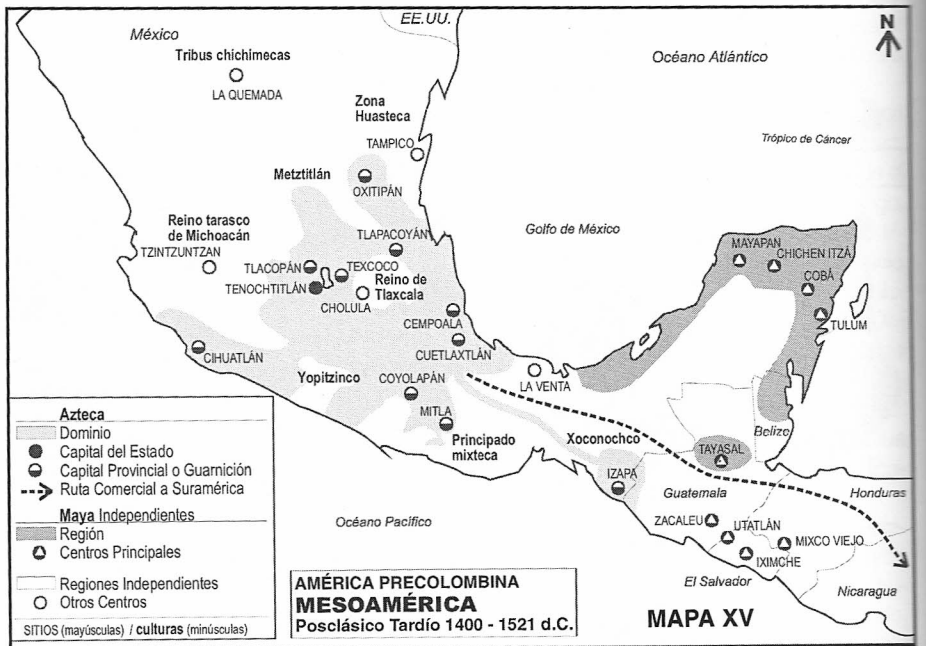 EE.UU.
N
México
Océano Atlántico
Tribus chichimecas
LA QUEMADA
Zona
Huasteca
TAMPICO
Trópico de Cáncer
Metztitlán
OXITIPÁN
Reino tarasco
de Michoacán
TZINTZUNTZAN
TLAPACOYÁN
Golfo de México
MAYAPAN
CHICHEN ITZÁ
COBÁ
TULUM
TLACOPÁN
TEXCOCO
TENOCHTITLÁN
Reino de
Tlaxcala
CHOLULA
CEMPOALA
CIHUATLÁN
CUETLAXTLÁN
Yopitzinco
COYOLAPÁN
LA VENTA
MITLA
Principado
mixteca
Xoconochco
Belize
TAYASAL
IZAPA
Guatemala
Honduras
ZACALEU
UTATLÁN
MIXCO VIEJO
IXIMCHE
Océano Pacífico
El Salvador
Nicaragua
Azteca
Dominio
Capital del Estado
Capital Provincial o Guarnición
Ruta Comercial a Suramérica
Maya Independientes
Región
Centros Principales
Regiones Independientes
Otros Centros
SITIOS (mayúsculas) / culturas (minúsculas)
AMÉRICA PRECOLOMBINA
MESOAMÉRICA
Posclásico Tardío 1400 - 1521 d.C.
MAPA XV